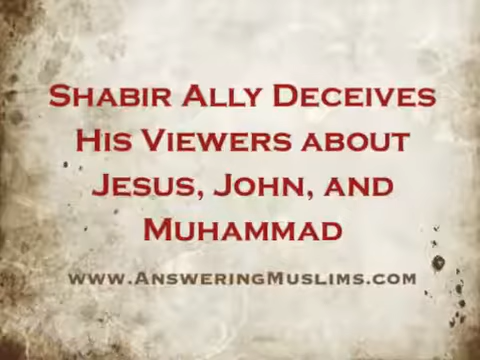 Shabir Ally Deceives
His Viewers about
Jesus, John, and
Muhammad
www.AnsweringMuslims.com